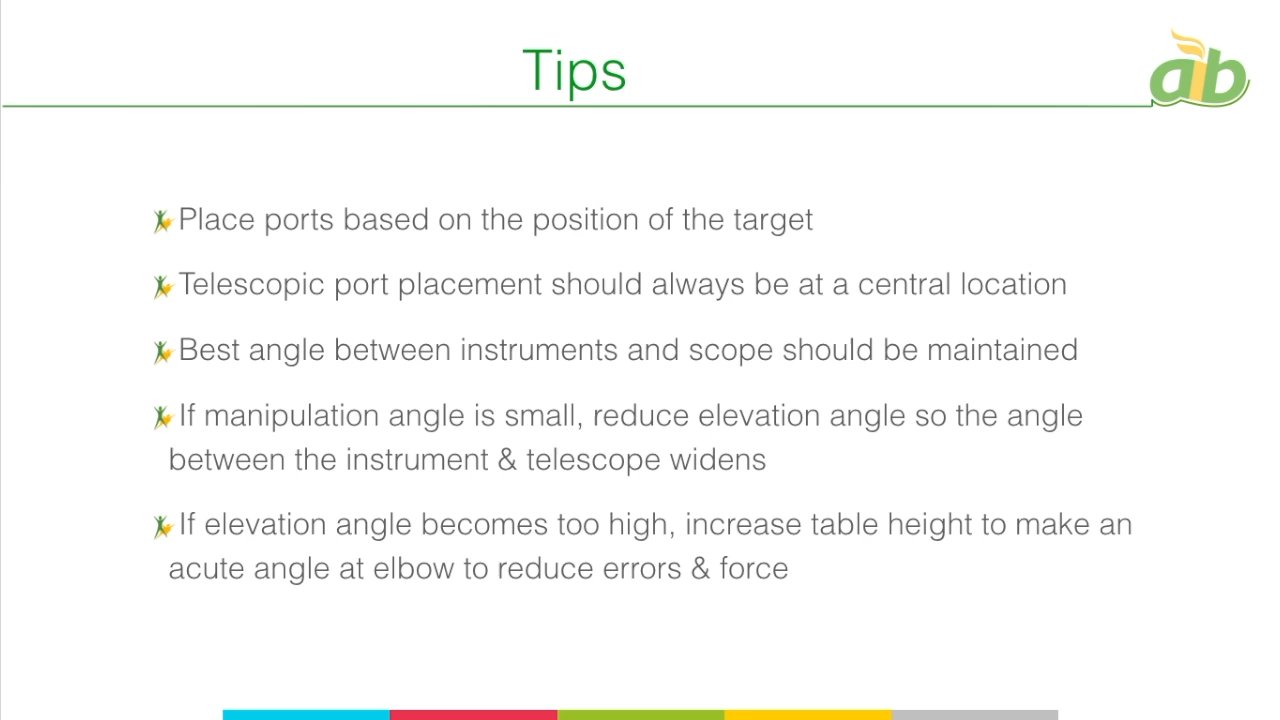 Tips
ab
Place ports based on the position of the target
Telescopic port placement should always be at a central location
Best angle between instruments and scope should be maintained
If manipulation angle is small, reduce elevation angle so the angle
between the instrument & telescope widens
If elevation angle becomes too high, increase table height to make an
acute angle at elbow to reduce errors & force